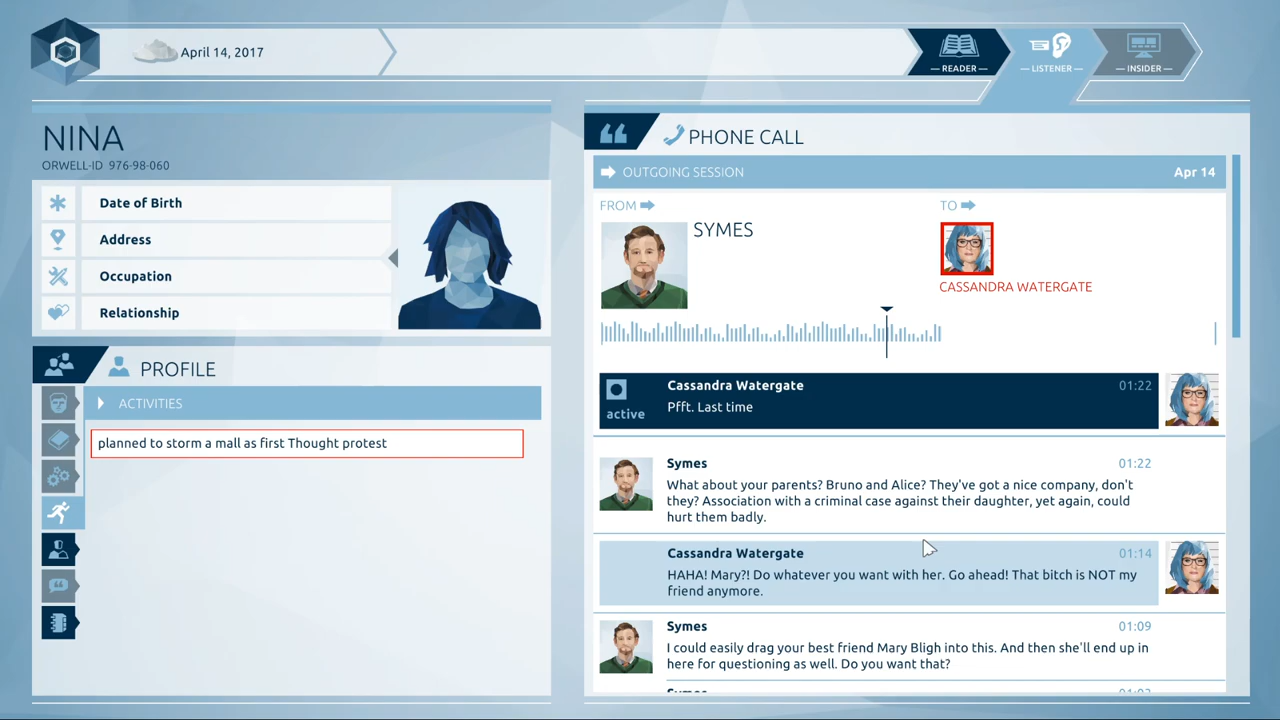 April 14, 2017
— READER —
— LISTENER —
— INSIDER —
NINA
ORWELL-ID 976-98-060
Date of Birth
Address
Occupation
Relationship
PROFILE
ACTIVITIES
planned to storm a mall as first Thought protest
PHONE CALL
OUTGOING SESSION
Apr 14
FROM
TO
SYMES
CASSANDRA WATERGATE
active
Cassandra Watergate
01:22
Pfft. Last time
Symes
01:22
What about your parents? Bruno and Alice? They've got a nice company, don't
they? Association with a criminal case against their daughter, yet again, could
hurt them badly.
Cassandra Watergate
01:14
HAHA! Mary?! Do whatever you want with her. Go ahead! That bitch is NOT my
friend anymore.
Symes
01:09
I could easily drag your best friend Mary Bligh into this. And then she'll end up in
here for questioning as well. Do you want that?